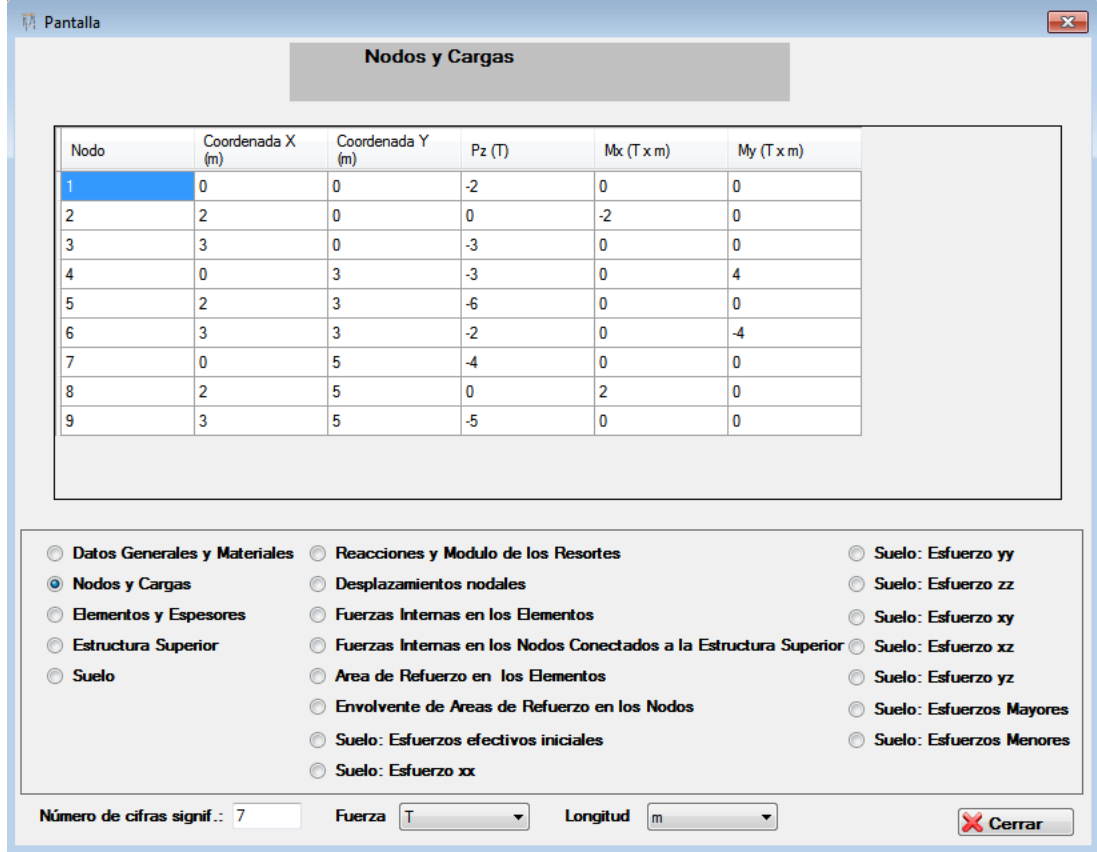 Pantalla
Nodos y Cargas
Nodo Coordenada X (m) Coordenada Y (m) Pz (T) Mx (T x m) My (T x m)
1 0 0 -2 0 0
2 2 0 0 -2 0
3 3 0 -3 0 0
4 0 3 -3 0 4
5 2 3 -6 0 0
6 3 3 -2 0 -4
7 0 5 -4 0 0
8 2 5 0 2 0
9 3 5 -5 0 0
Datos Generales y Materiales
Nodos y Cargas
Elementos y Espesores
Estructura Superior
Suelo
Reacciones y Modulo de los Resortes
Desplazamientos nodales
Fuerzas Internas en los Elementos
Fuerzas Internas en los Nodos Conectados a la Estructura Superior
Area de Refuerzo en los Elementos
Envolvente de Areas de Refuerzo en los Nodos
Suelo: Esfuerzos efectivos iniciales
Suelo: Esfuerzo xx
Suelo: Esfuerzo yy
Suelo: Esfuerzo zz
Suelo: Esfuerzo xy
Suelo: Esfuerzo xz
Suelo: Esfuerzo yz
Suelo: Esfuerzos Mayores
Suelo: Esfuerzos Menores
Número de cifras signif.: 7 Fuerza T Longitud m Cerrar